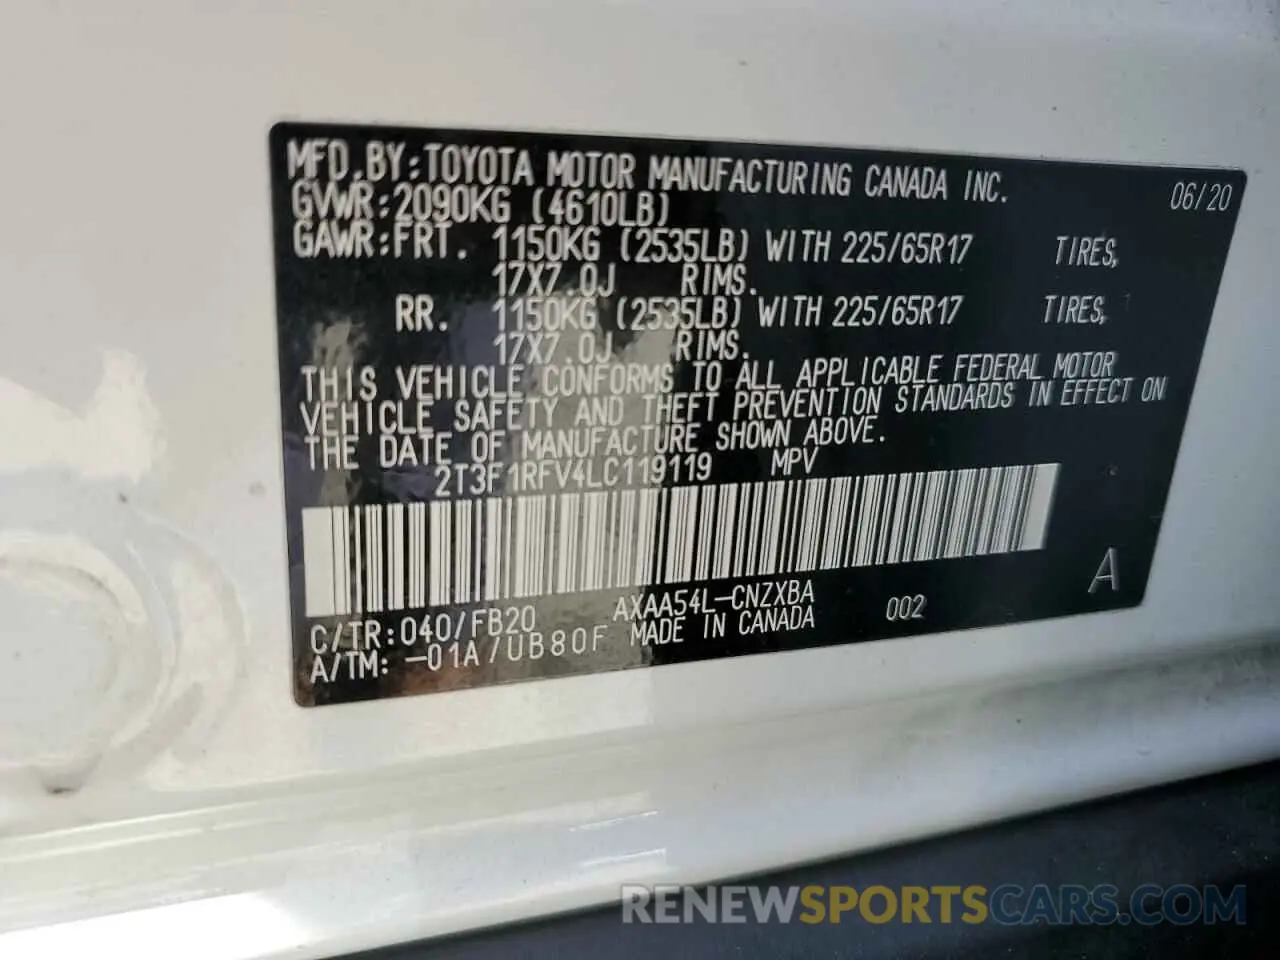 MFD.BY:TOYOTA MOTOR MANUFACTURING CANADA INC. 06/20
GVWR:2090KG (4610LB)
GAWR:FRT. 1150KG (2535LB) WITH 225/65R17 TIRES,
17X7.0J RIMS.
RR. 1150KG (2535LB) WITH 225/65R17 TIRES,
17X7.0J RIMS.
THIS VEHICLE CONFORMS TO ALL APPLICABLE FEDERAL MOTOR
VEHICLE SAFETY AND THEFT PREVENTION STANDARDS IN EFFECT ON
THE DATE OF MANUFACTURE SHOWN ABOVE.
2T3F1RFV4LC119119 MPV
C/TR:040/FB20 AXAA54L-CNZXBA 002 A
A/TM: -01A/UB80F MADE IN CANADA
RENEWSPORTSCARS.COM